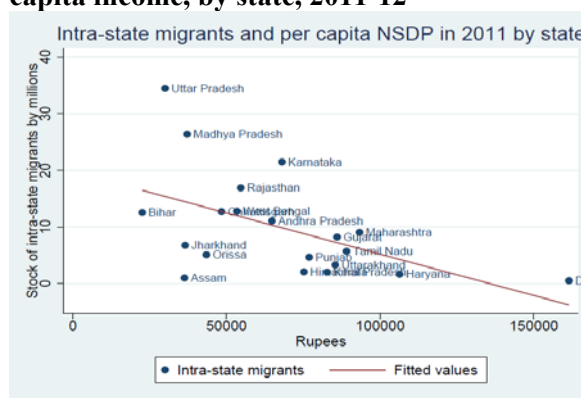 capita income, by state, 2011-12
Intra-state migrants and per capita NSDP in 2011 by state
Stock of intra-state migrants by millions
40
30
20
10
0
Uttar Pradesh
Madhya Pradesh
Karnataka
Rajasthan
Bihar
West Bengal
Andhra Pradesh
Maharashtra
Gujarat
Jharkhand
Tamil Nadu
Orissa
Punjab
Uttarakhand
Pradesh
Haryana
Assam
D
0
50000
100000
150000
Rupees
Intra-state migrants
Fitted values